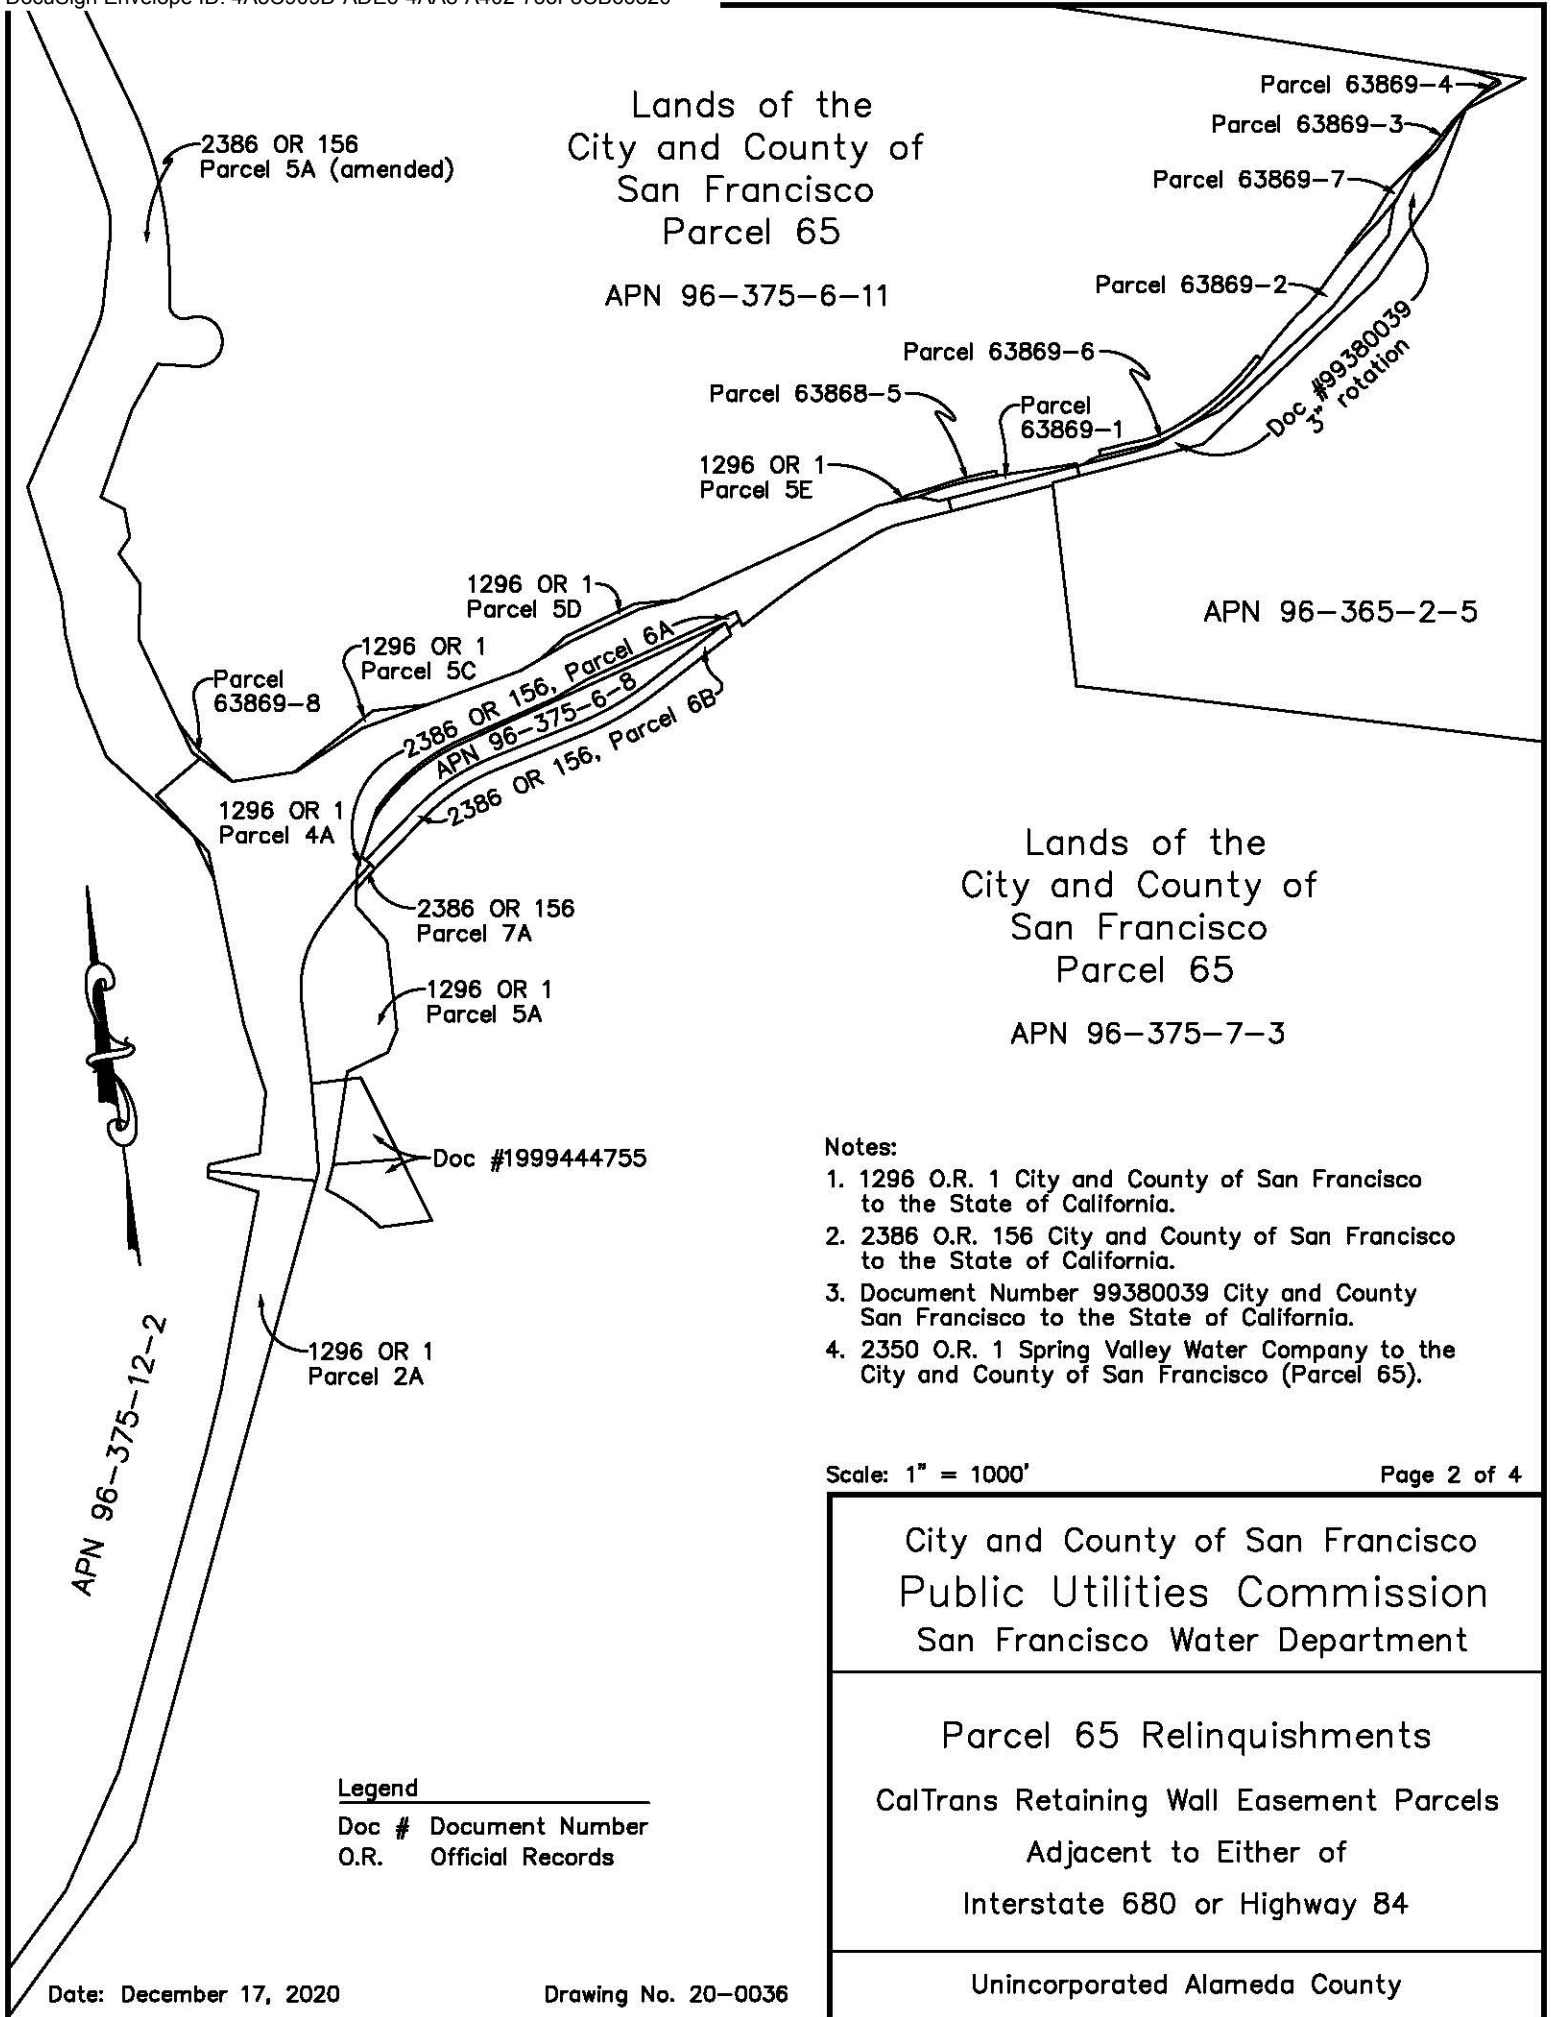 Lands of the
City and County of
San Francisco
Parcel 65
APN 96-375-6-11
2386 OR 156
Parcel 5A (amended)
Parcel 63869-4
Parcel 63869-3
Parcel 63869-7
Parcel 63869-2
Doc #99380039
3" rotation
Parcel 63869-6
Parcel 63868-5
Parcel
63869-1
1296 OR 1
Parcel 5E
APN 96-365-2-5
1296 OR 1
Parcel 5D
1296 OR 1
Parcel 5C
Parcel
63869-8
2386 OR 156, Parcel 6A
APN 96-375-6-8
2386 OR 156, Parcel 6B
1296 OR 1
Parcel 4A
2386 OR 156
Parcel 7A
1296 OR 1
Parcel 5A
Lands of the
City and County of
San Francisco
Parcel 65
APN 96-375-7-3
Doc #1999444755
1296 OR 1
Parcel 2A
APN 96-375-12-2
Notes:
1. 1296 O.R. 1 City and County of San Francisco
to the State of California.
2. 2386 O.R. 156 City and County of San Francisco
to the State of California.
3. Document Number 99380039 City and County
San Francisco to the State of California.
4. 2350 O.R. 1 Spring Valley Water Company to the
City and County of San Francisco (Parcel 65).
Scale: 1" = 1000'
Page 2 of 4
City and County of San Francisco
Public Utilities Commission
San Francisco Water Department
Parcel 65 Relinquishments
CalTrans Retaining Wall Easement Parcels
Adjacent to Either of
Interstate 680 or Highway 84
Unincorporated Alameda County
Legend
Doc # Document Number
O.R. Official Records
Date: December 17, 2020
Drawing No. 20-0036